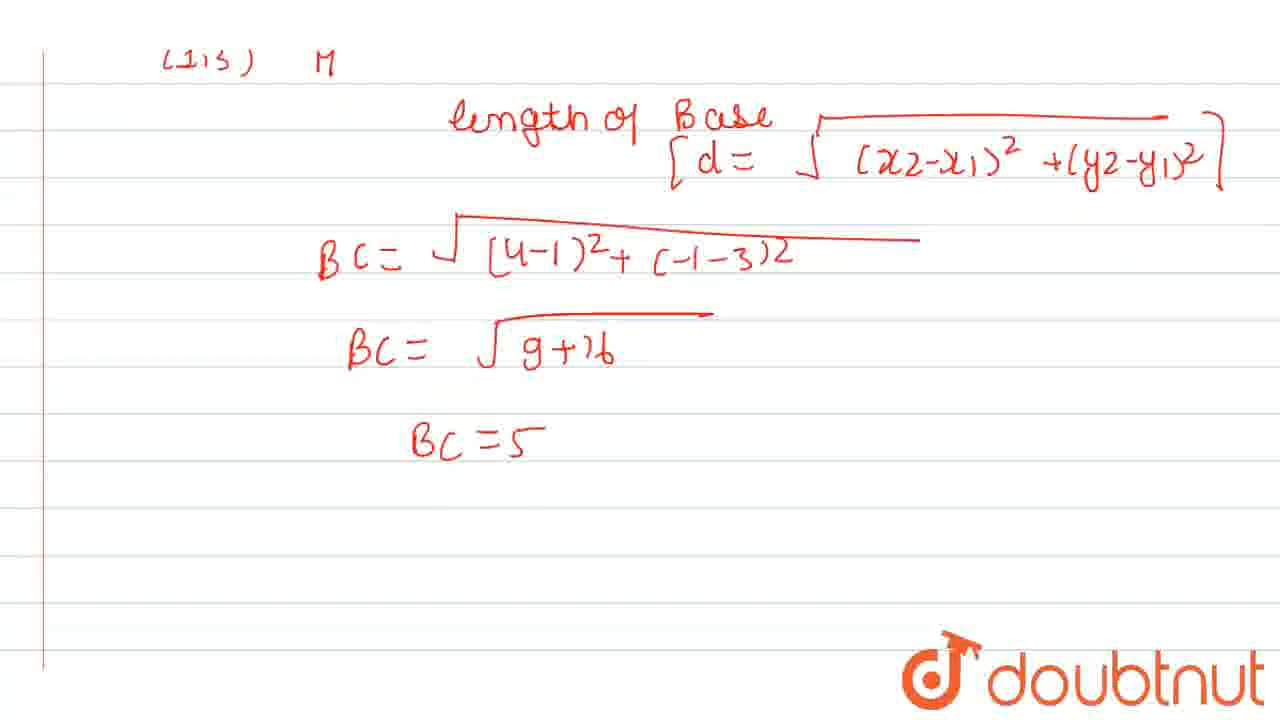 (1,3) M
length of Base
[d = √(x2-x1)² + (y2-y1)²]
BC = √(4-1)² + (-1-3)²
BC = √9+16
BC = 5
doubtnut